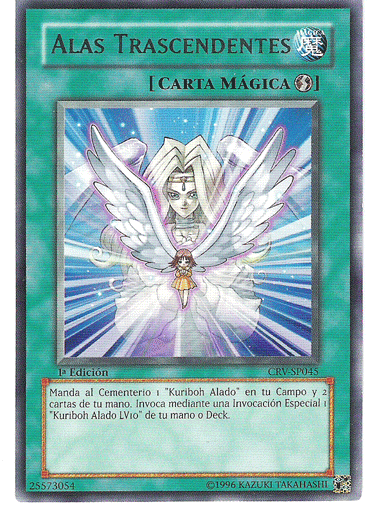 ALAS TRASCENDENTES
魔
[ CARTA MÁGICA ]
1ª Edición
CRV-SP045
Manda al Cementerio 1 "Kuriboh Alado" en tu Campo y 2
cartas de tu mano. Invoca mediante una Invocación Especial 1
"Kuriboh Alado LV10" de tu mano o Deck.
25573054
©1996 KAZUKI TAKAHASHI